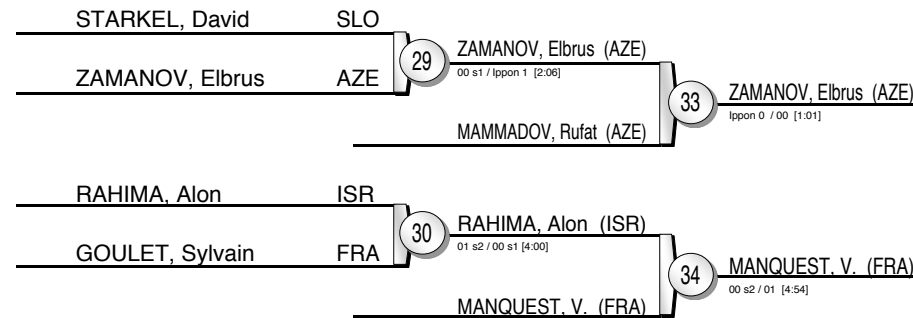 STARKEL, David SLO
ZAMANOV, Elbrus AZE
29
ZAMANOV, Elbrus (AZE)
00 s1 / Ippon 1 [2:06]
MAMMADOV, Rufat (AZE)
33
ZAMANOV, Elbrus (AZE)
Ippon 0 / 00 [1:01]
RAHIMA, Alon ISR
GOULET, Sylvain FRA
30
RAHIMA, Alon (ISR)
01 s2 / 00 s1 [4:00]
MANQUEST, V. (FRA)
34
MANQUEST, V. (FRA)
00 s2 / 01 [4:54]